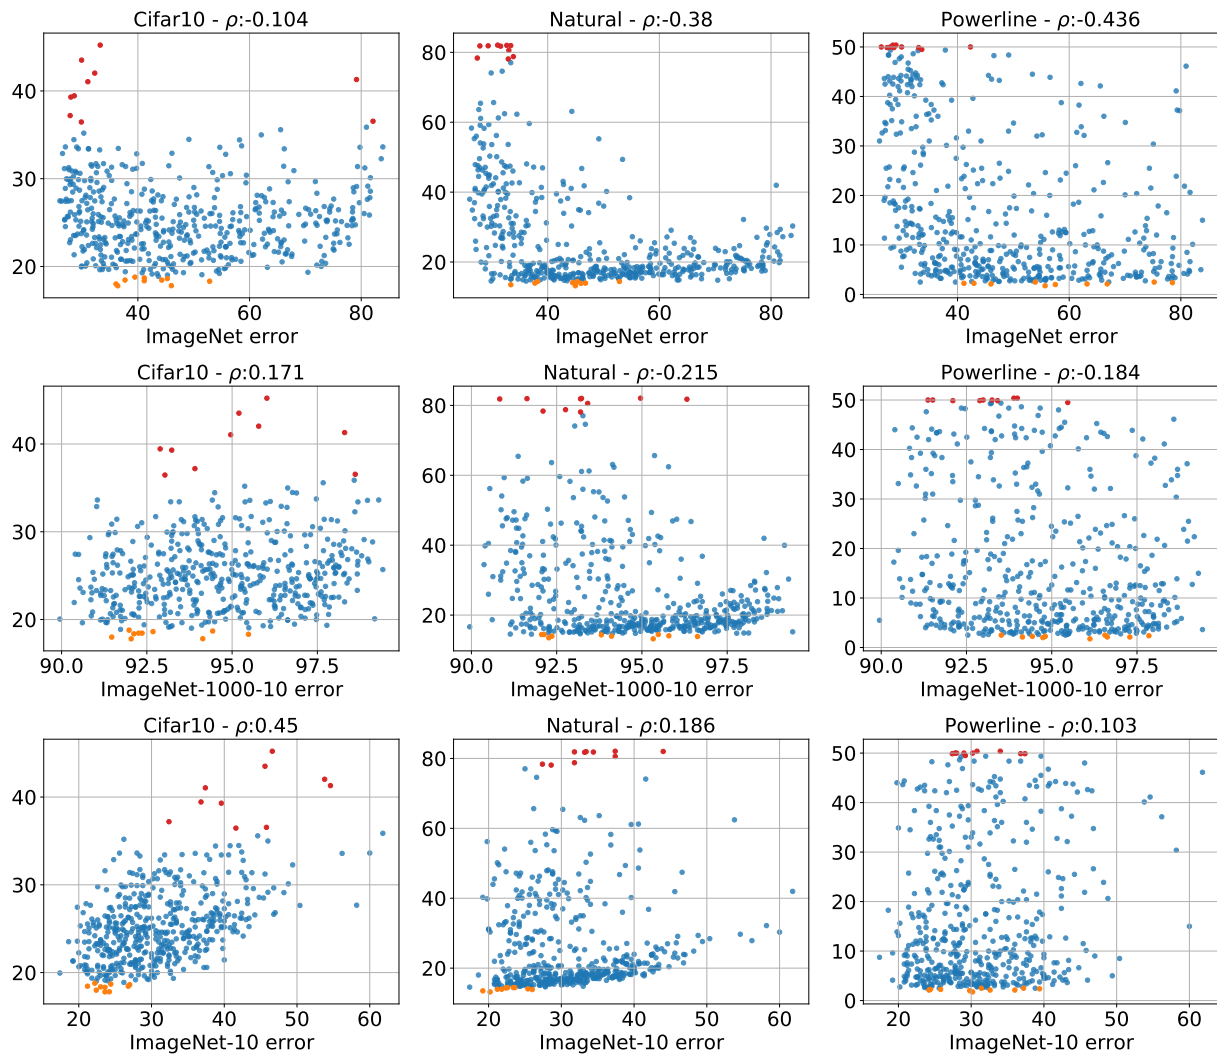 Cifar10 - ρ:-0.104 Natural - ρ:-0.38 Powerline - ρ:-0.436
40 30 20
80 60 40 20
50 40 30 20 10 0
40 60 80
40 60 80
40 60 80
ImageNet error ImageNet error ImageNet error
Cifar10 - ρ:0.171 Natural - ρ:-0.215 Powerline - ρ:-0.184
40 30 20
80 60 40 20
50 40 30 20 10 0
90.0 92.5 95.0 97.5
90.0 92.5 95.0 97.5
90.0 92.5 95.0 97.5
ImageNet-1000-10 error ImageNet-1000-10 error ImageNet-1000-10 error
Cifar10 - ρ:0.45 Natural - ρ:0.186 Powerline - ρ:0.103
40 30 20
80 60 40 20
50 40 30 20 10 0
20 30 40 50 60
20 30 40 50 60
20 30 40 50 60
ImageNet-10 error ImageNet-10 error ImageNet-10 error